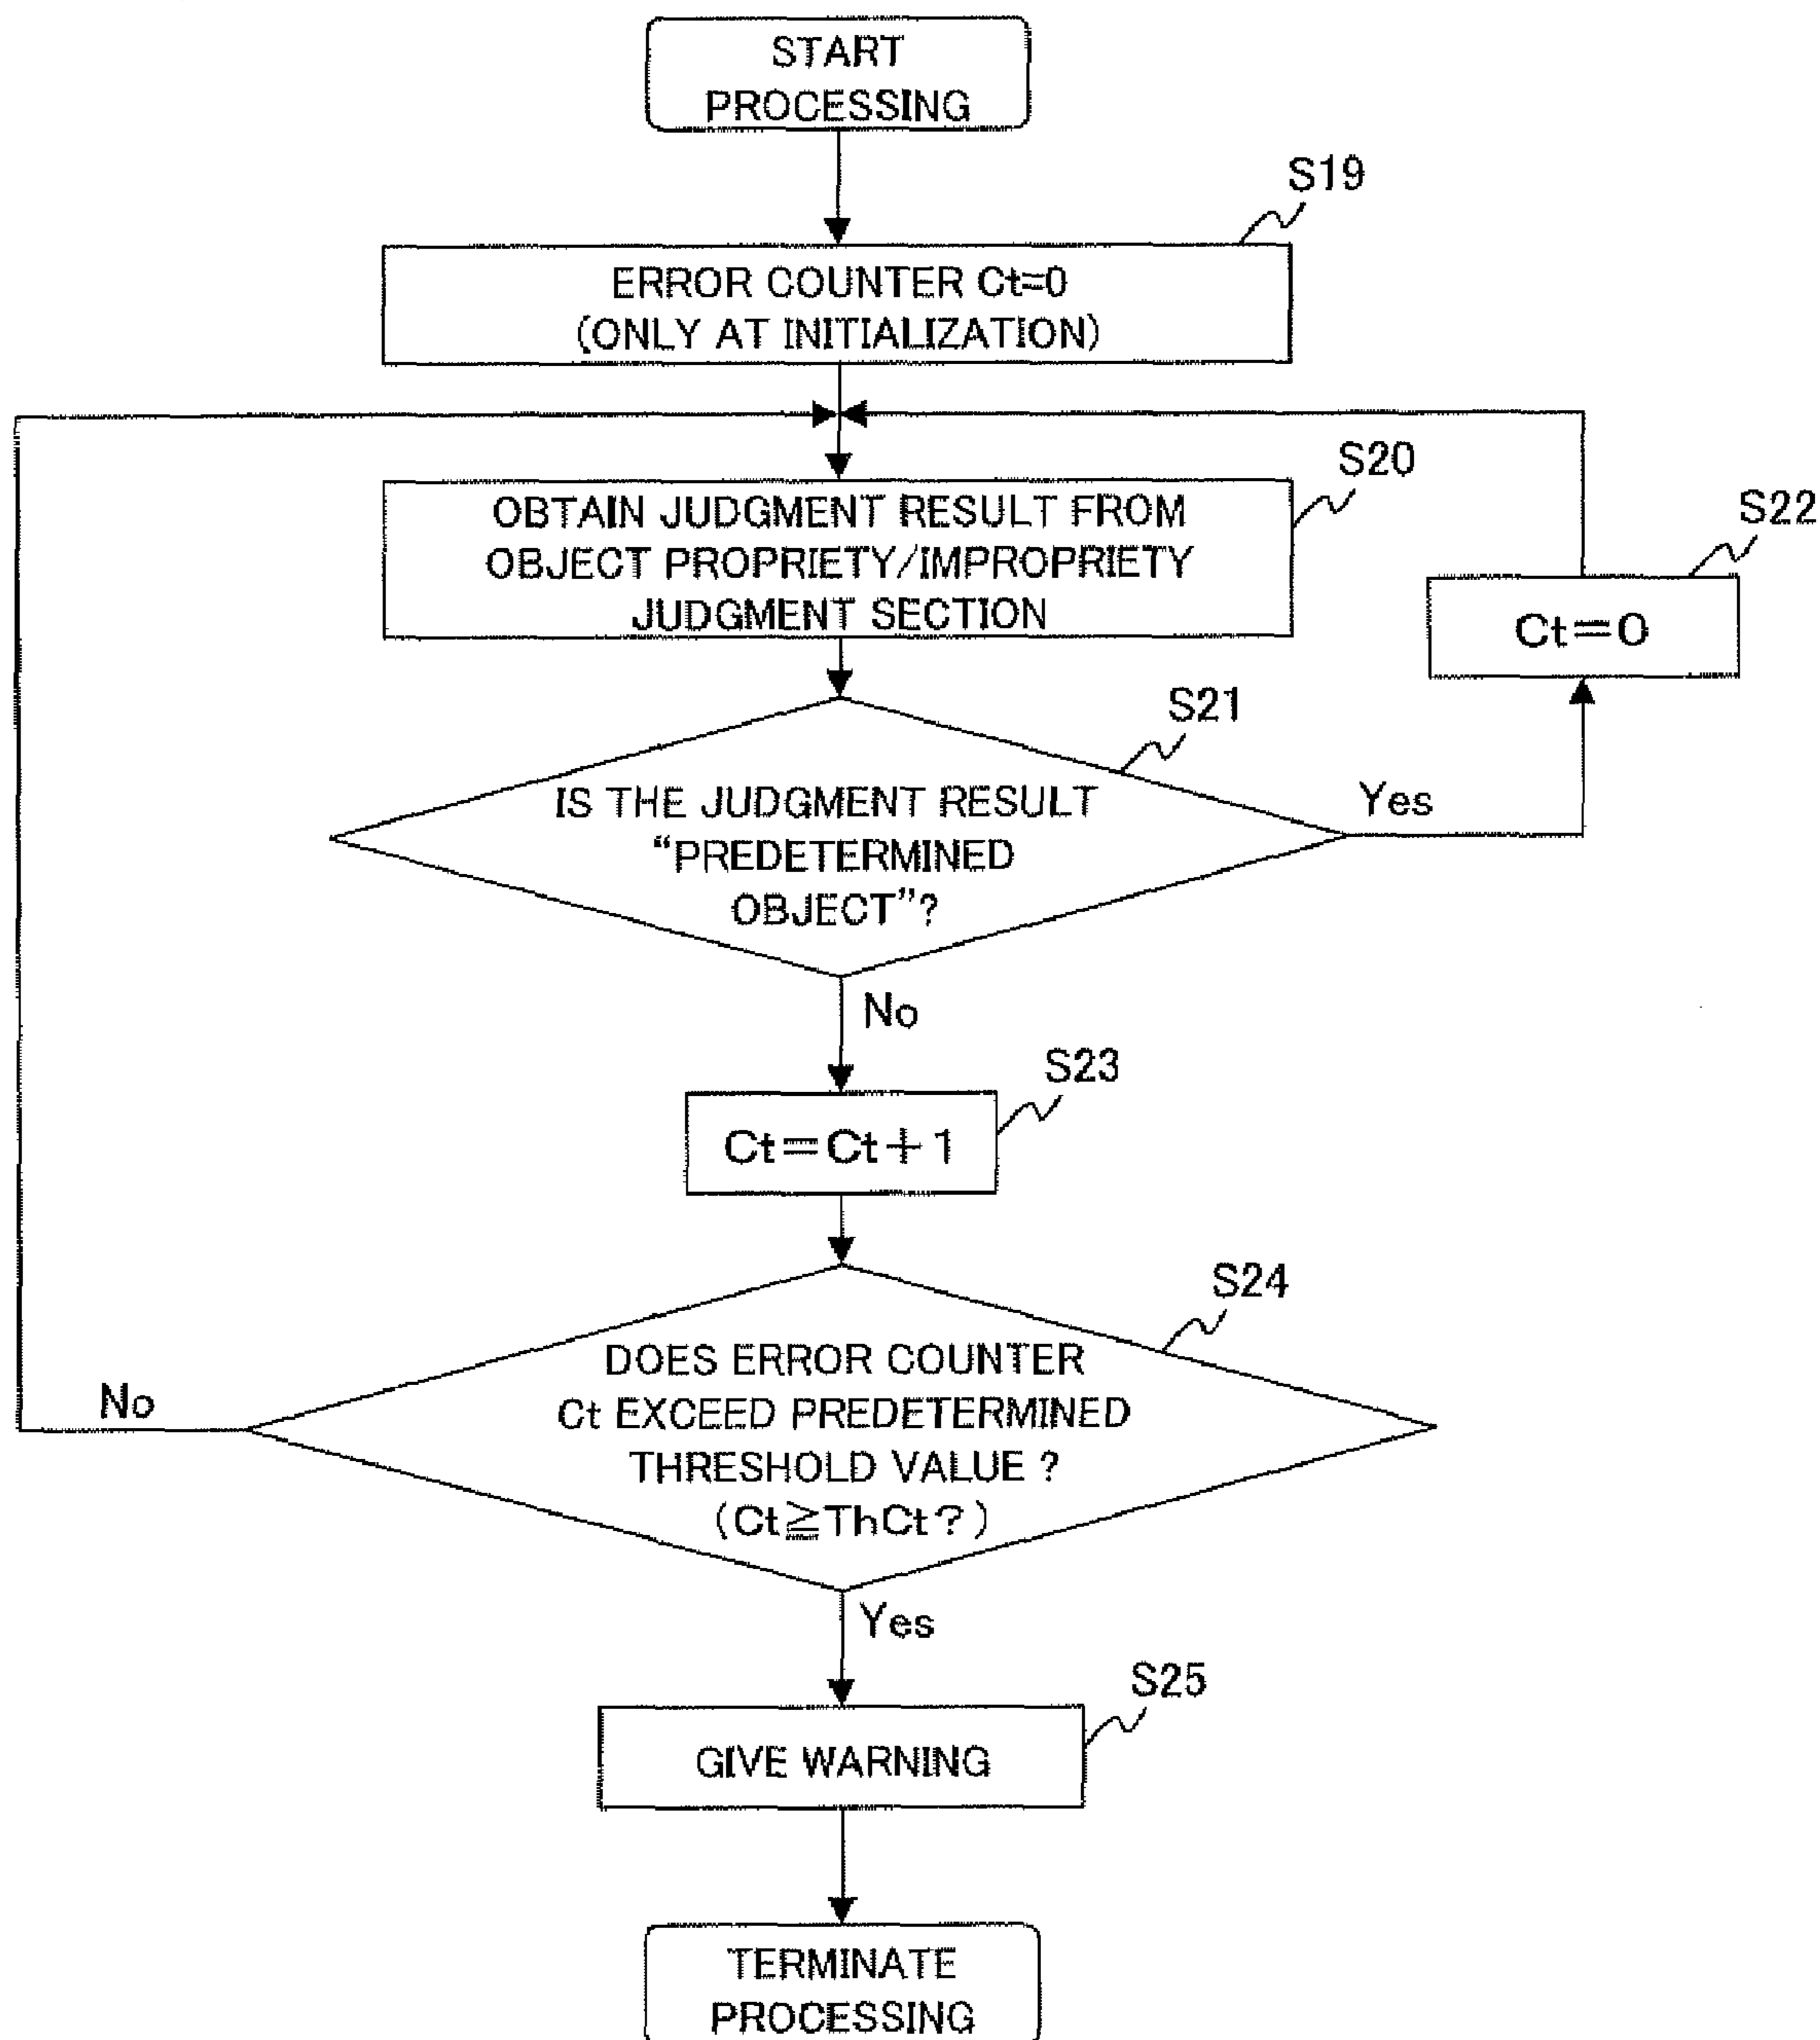 START
PROCESSING
S19
ERROR COUNTER Ct=0
(ONLY AT INITIALIZATION)
S20
OBTAIN JUDGMENT RESULT FROM
OBJECT PROPRIETY/IMPROPRIETY
JUDGMENT SECTION
S22
Ct=0
S21
IS THE JUDGMENT RESULT
“PREDETERMINED
OBJECT”?
Yes
No
S23
Ct=Ct+1
S24
DOES ERROR COUNTER
Ct EXCEED PREDETERMINED
THRESHOLD VALUE ?
(Ct≧ThCt?)
No
Yes
S25
GIVE WARNING
TERMINATE
PROCESSING